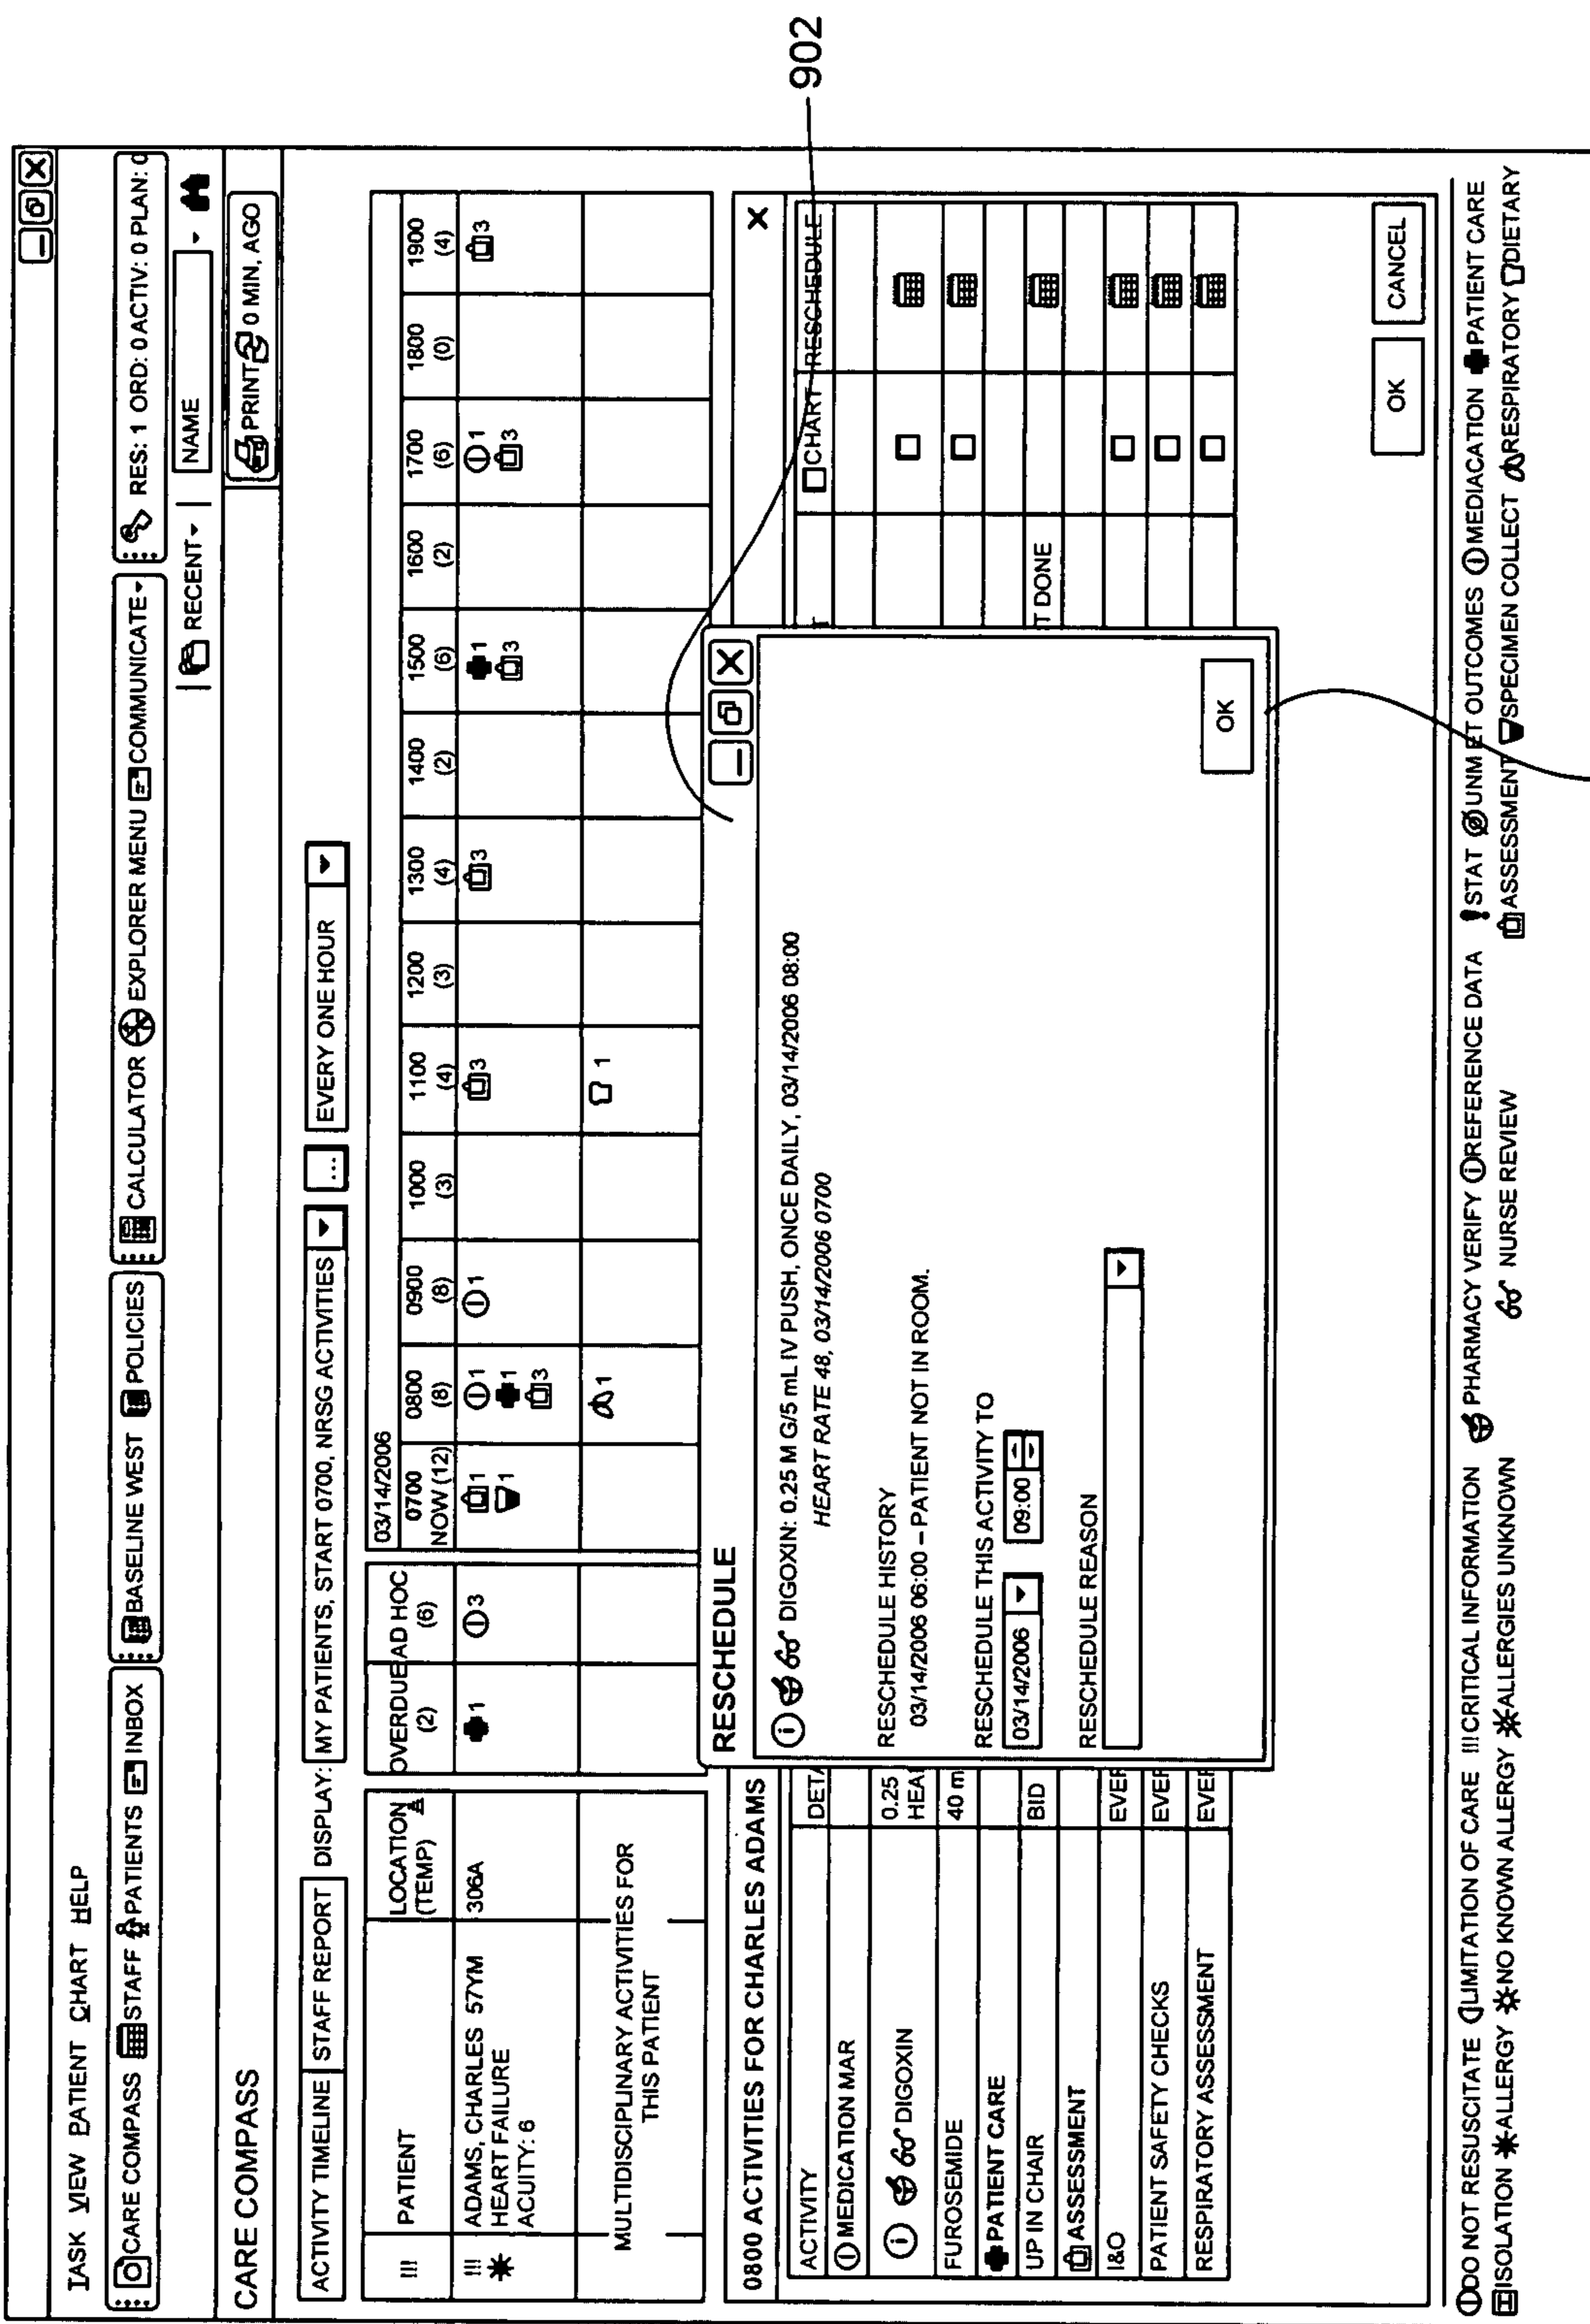 TASK VIEW PATIENT CHART HELP
CARE COMPASS STAFF PATIENTS INBOX BASELINE WEST POLICIES CALCULATOR EXPLORER MENU COMMUNICATE RES: 1 ORD: 0 ACTIV: 0 PLAN: 0
RECENT NAME
CARE COMPASS PRINT 0 MIN, AGO
ACTIVITY TIMELINE STAFF REPORT DISPLAY: MY PATIENTS, START 0700, NRSG ACTIVITIES ... EVERY ONE HOUR
03/14/2006
!!! PATIENT LOCATION (TEMP) OVERDUE (2) AD HOC (6) 0700 NOW (12) 0800 (8) 0900 (8) 1000 (3) 1100 (4) 1200 (3) 1300 (4) 1400 (2) 1500 (6) 1600 (2) 1700 (6) 1800 (0) 1900 (4)
!!! ADAMS, CHARLES 57YM 306A 1 3 1 1 1 3 1 1 3 3
HEART FAILURE 1 1 3 3 3
ACUITY: 6 3
MULTIDISCIPLINARY ACTIVITIES FOR 1 1
THIS PATIENT
0800 ACTIVITIES FOR CHARLES ADAMS X
ACTIVITY DETA T CHART RESCHEDULE
902
MEDICATION MAR
DIGOXIN 0.25
HEAR
FUROSEMIDE 40 m
PATIENT CARE
UP IN CHAIR BID T DONE
ASSESSMENT
I&O EVER
PATIENT SAFETY CHECKS EVER
RESPIRATORY ASSESSMENT EVER
RESCHEDULE
DIGOXIN: 0.25 M G/5 mL IV PUSH, ONCE DAILY, 03/14/2006 08:00
HEART RATE 48, 03/14/2006 0700
RESCHEDULE HISTORY
03/14/2006 06:00 – PATIENT NOT IN ROOM.
RESCHEDULE THIS ACTIVITY TO
03/14/2006 09:00
RESCHEDULE REASON
OK
OK CANCEL
DO NOT RESUSCITATE LIMITATION OF CARE !!!CRITICAL INFORMATION PHARMACY VERIFY REFERENCE DATA STAT UNM ET OUTCOMES MEDIACATION PATIENT CARE
ISOLATION ALLERGY NO KNOWN ALLERGY ALLERGIES UNKNOWN NURSE REVIEW ASSESSMENT SPECIMEN COLLECT RESPIRATORY DIETARY